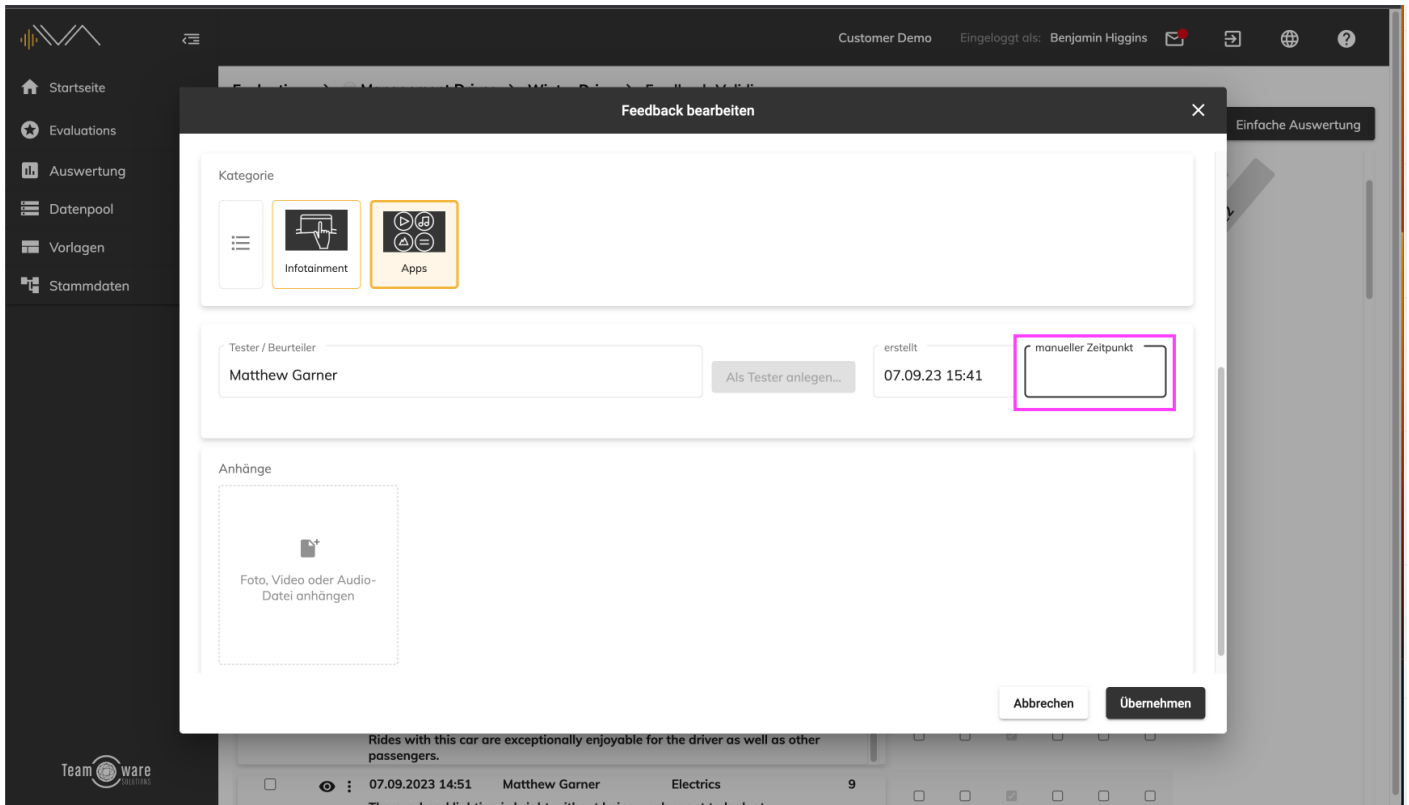 Customer Demo
Eingeloggt als: Benjamin Higgins
Startseite
Evaluations
Auswertung
Datenpool
Vorlagen
Stammdaten
Team ware
SOLUTIONS
Einfache Auswertung
Feedback bearbeiten
Kategorie
Infotainment
Apps
Tester / Beurteiler
Matthew Garner
Als Tester anlegen...
erstellt
07.09.23 15:41
manueller Zeitpunkt
Anhänge
Foto, Video oder Audio-
Datei anhängen
Abbrechen
Übernehmen
Rides with this car are exceptionally enjoyable for the driver as well as other
passengers.
07.09.2023 14:51 Matthew Garner Electrics 9